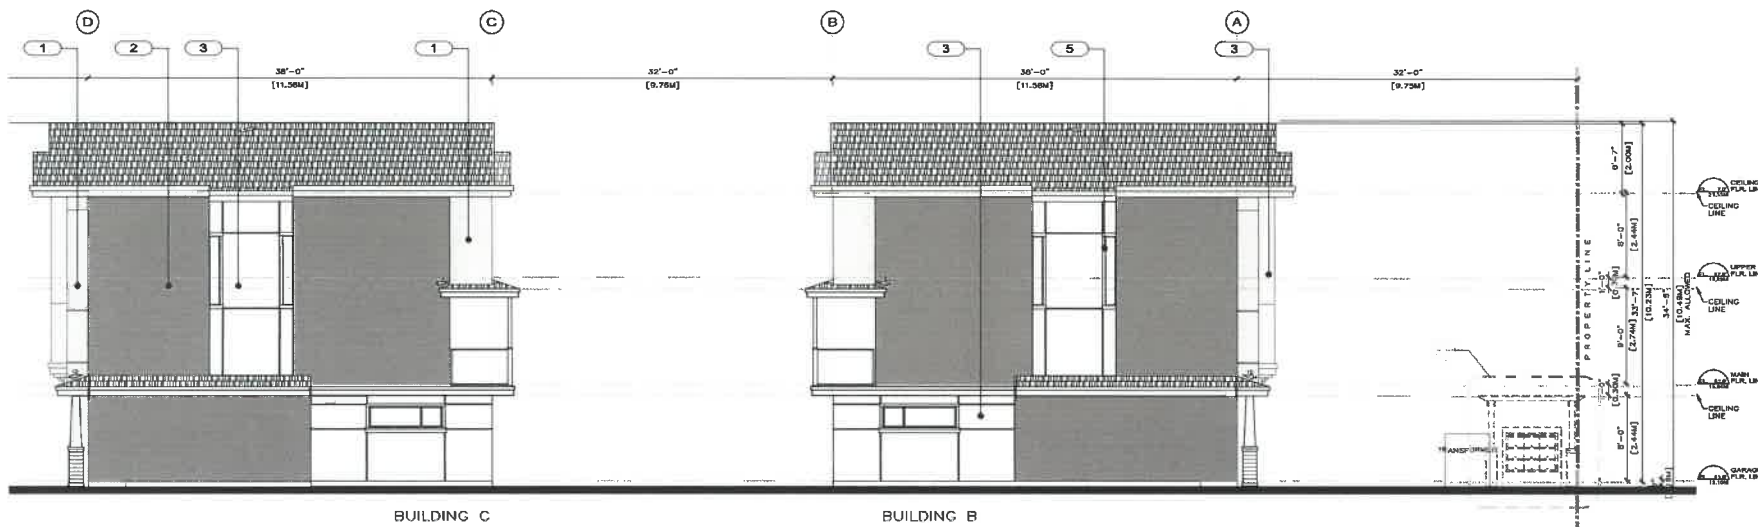 D
C
B
A
1
2
3
1
3
5
3
38'-0"
[11.58M]
32'-0"
[9.75M]
38'-0"
[11.58M]
32'-0"
[9.75M]
6'-7"
[2.00M]
8'-0"
[2.44M]
9'-0"
[2.74M]
[0.30M]
8'-0"
[2.44M]
33'-7"
[10.23M]
[10.49M]
MAX. ALLOWED
PROPERTY LINE
CEILING
CEILING
LINE
UPPER
CEILING
LINE
MAIN
CEILING
LINE
TRANSFORMER
BUILDING C
BUILDING B